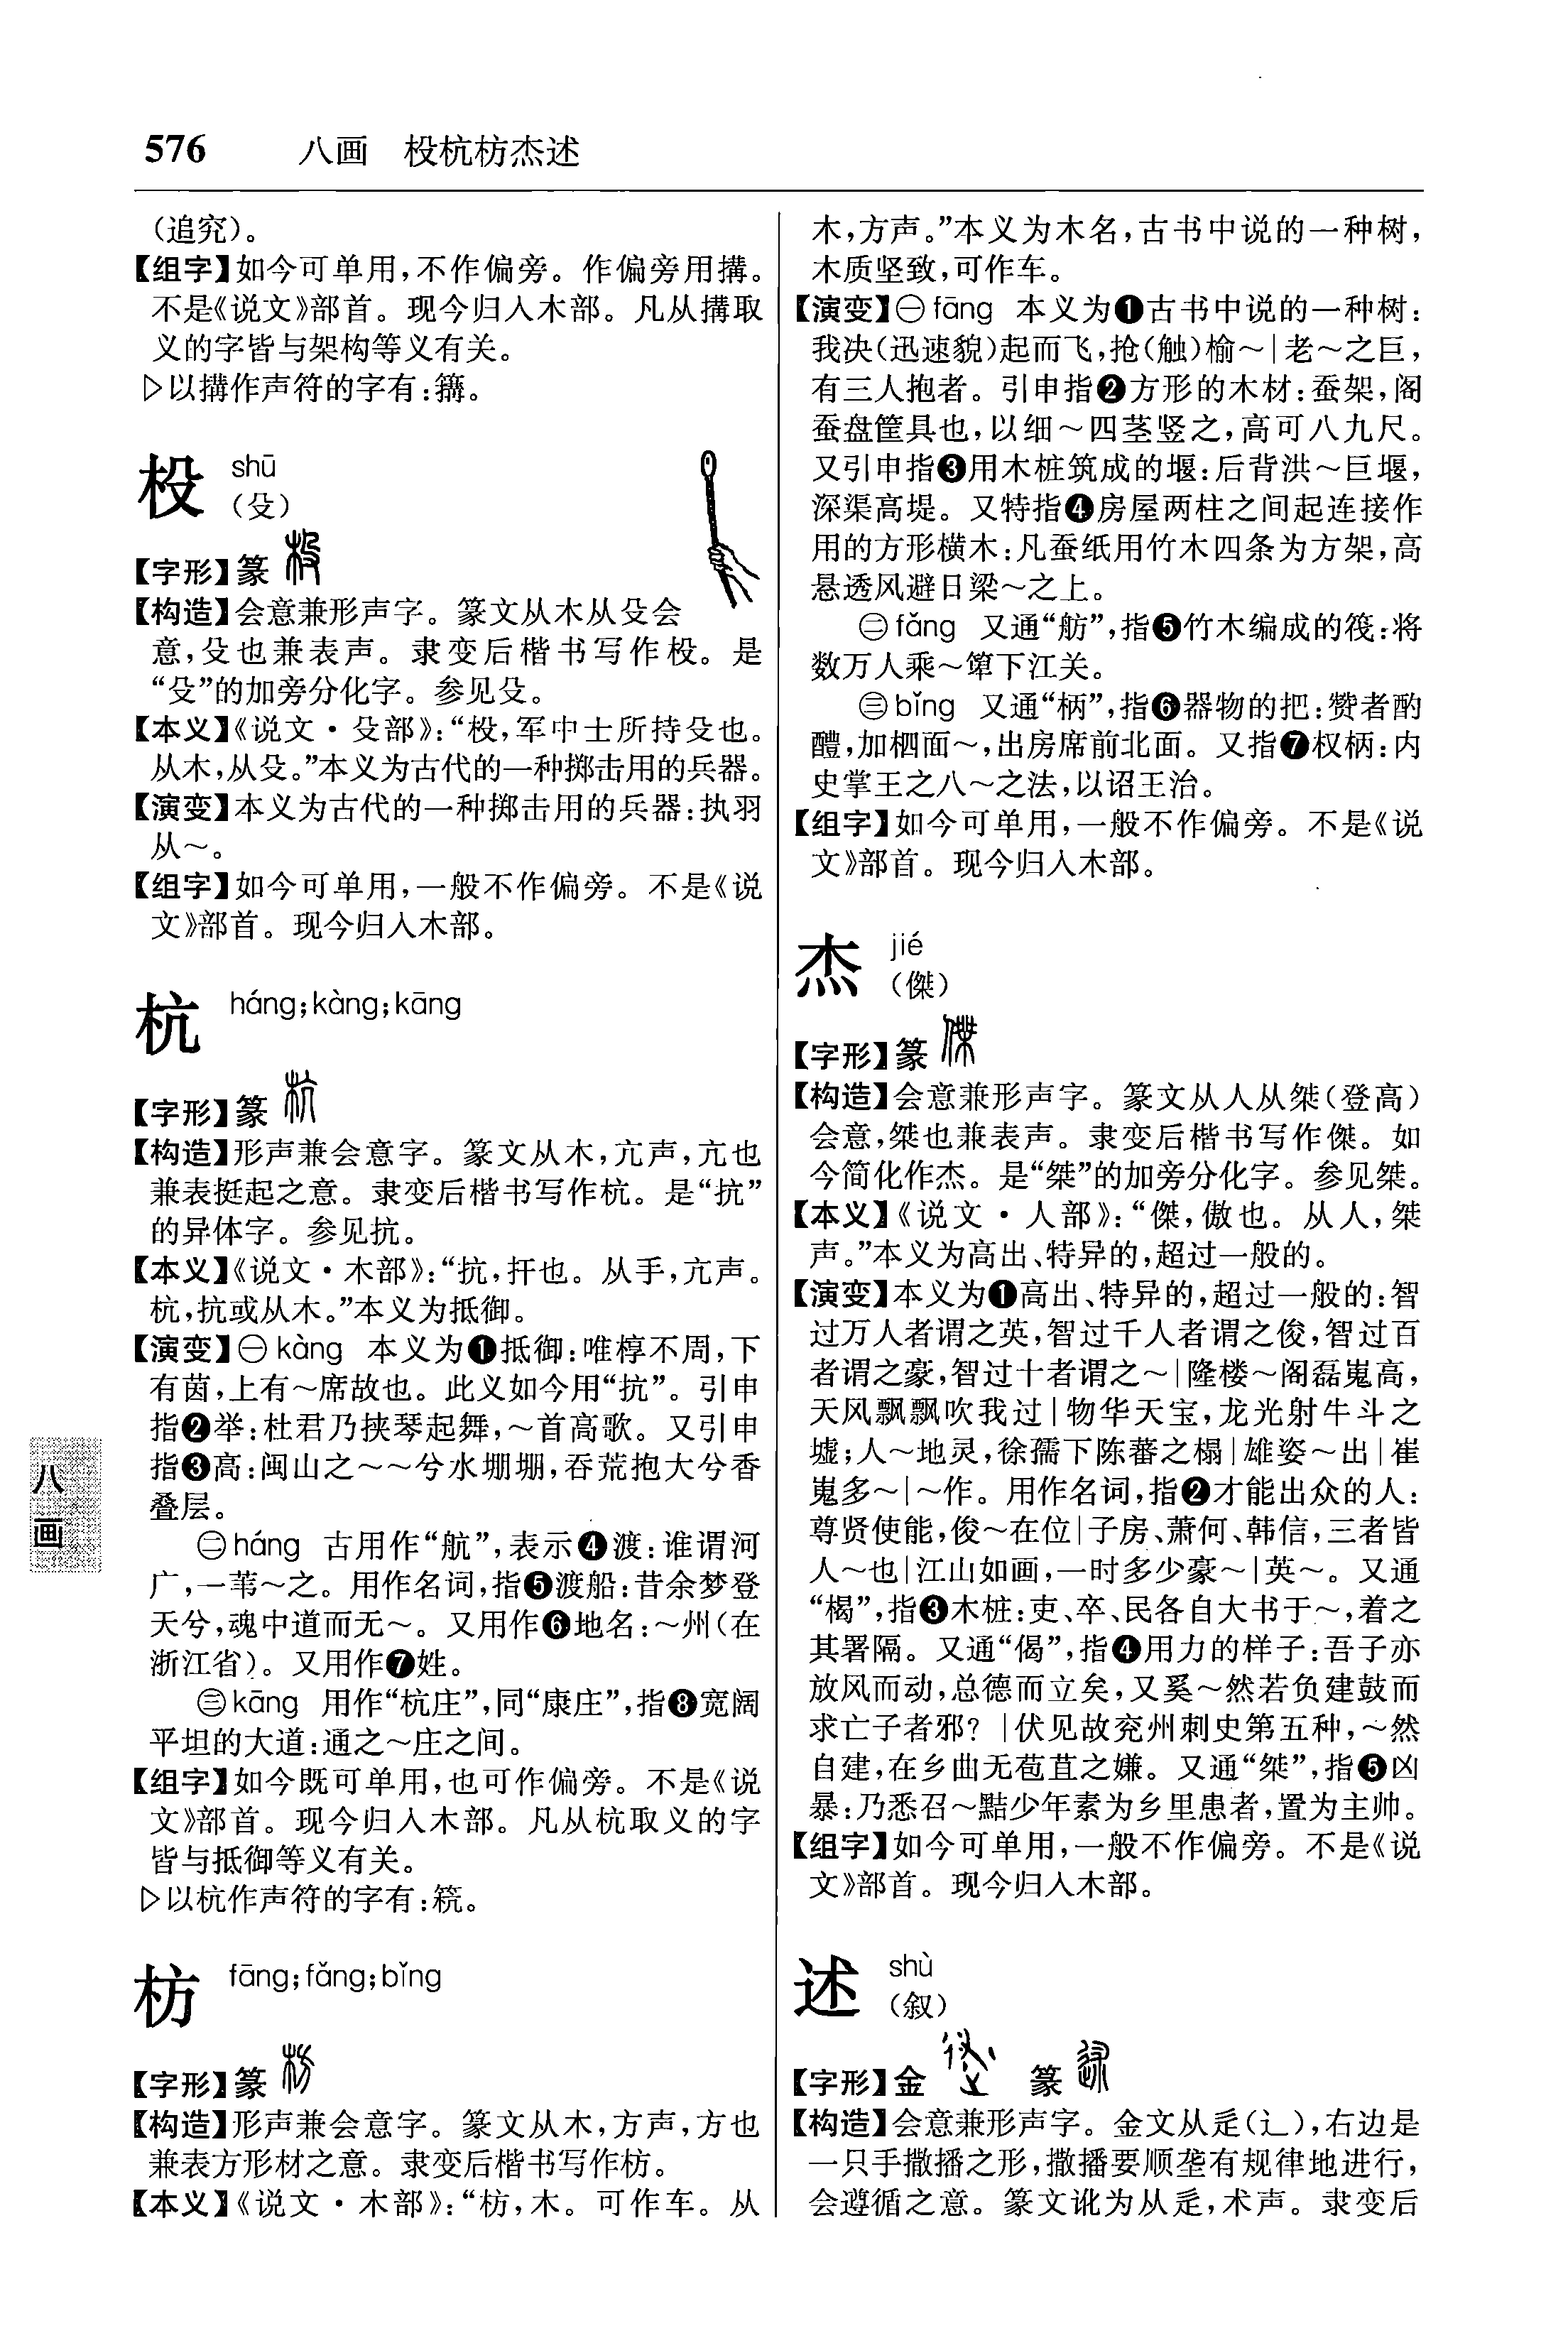 576 八画 杸杭枋杰述
（追究）。
【组字】如今可单用，不作偏旁。作偏旁用搆。
不是《说文》部首。现今归入木部。凡从搆取
义的字皆与架构等义有关。
▷以搆作声符的字有：篝。
杸 shū
（殳）
【字形】篆
【构造】会意兼形声字。篆文从木从殳会
意，殳也兼表声。隶变后楷书写作杸。是
“殳”的加旁分化字。参见殳。
【本义】《说文·殳部》：“杸，军中士所持殳也。
从木，从殳。”本义为古代的一种掷击用的兵器。
【演变】本义为古代的一种掷击用的兵器：执羽
从～。
【组字】如今可单用，一般不作偏旁。不是《说
文》部首。现今归入木部。
杭 háng；kàng；kāng
【字形】篆
【构造】形声兼会意字。篆文从木，亢声，亢也
兼表挺起之意。隶变后楷书写作杭。是“抗”
的异体字。参见抗。
【本义】《说文·木部》：“抗，扞也。从手，亢声。
杭，抗或从木。”本义为抵御。
【演变】㊀kàng 本义为❶抵御：唯椁不周，下
有茵，上有～席故也。此义如今用“抗”。引申
指❷举：杜君乃挟琴起舞，～首高歌。又引申
指❸高：闽山之～～兮水堋堋，吞荒抱大兮香
叠层。
㊁háng 古用作“航”，表示❹渡：谁谓河
广，一苇～之。用作名词，指❺渡船：昔余梦登
天兮，魂中道而无～。又用作❻地名：～州（在
浙江省）。又用作❼姓。
㊂kāng 用作“杭庄”，同“康庄”，指❽宽阔
平坦的大道：通之～庄之间。
【组字】如今既可单用，也可作偏旁。不是《说
文》部首。现今归入木部。凡从杭取义的字
皆与抵御等义有关。
▷以杭作声符的字有：䇶。
枋 fāng；fǎng；bǐng
【字形】篆
【构造】形声兼会意字。篆文从木，方声，方也
兼表方形材之意。隶变后楷书写作枋。
【本义】《说文·木部》：“枋，木。可作车。从
木，方声。”本义为木名，古书中说的一种树，
木质坚致，可作车。
【演变】㊀fāng 本义为❶古书中说的一种树：
我决（迅速貌）起而飞，抢（触）榆～｜老～之巨，
有三人抱者。引申指❷方形的木材：蚕架，阁
蚕盘筐具也，以细～四茎竖之，高可八九尺。
又引申指❸用木桩筑成的堰：后背洪～巨堰，
深渠高堤。又特指❹房屋两柱之间起连接作
用的方形横木：凡蚕纸用竹木四条为方架，高
悬透风避日梁～之上。
㊁fǎng 又通“舫”，指❺竹木编成的筏：将
数万人乘～箄下江关。
㊂bǐng 又通“柄”，指❻器物的把：赞者酌
醴，加柶面～，出房席前北面。又指❼权柄：内
史掌王之八～之法，以诏王治。
【组字】如今可单用，一般不作偏旁。不是《说
文》部首。现今归入木部。
杰 jié
（傑）
【字形】篆
【构造】会意兼形声字。篆文从人从桀（登高）
会意，桀也兼表声。隶变后楷书写作傑。如
今简化作杰。是“桀”的加旁分化字。参见桀。
【本义】《说文·人部》：“傑，傲也。从人，桀
声。”本义为高出、特异的，超过一般的。
【演变】本义为❶高出、特异的，超过一般的：智
过万人者谓之英，智过千人者谓之俊，智过百
者谓之豪，智过十者谓之～｜隆楼～阁磊嵬高，
天风飘飘吹我过｜物华天宝，龙光射牛斗之
墟；人～地灵，徐孺下陈蕃之榻｜雄姿～出｜崔
嵬多～｜～作。用作名词，指❷才能出众的人：
尊贤使能，俊～在位｜子房、萧何、韩信，三者皆
人～也｜江山如画，一时多少豪～｜英～。又通
“楬”，指❸木桩：吏、卒、民各自大书于～，着之
其署隔。又通“偈”，指❹用力的样子：吾子亦
放风而动，总德而立矣，又奚～然若负建鼓而
求亡子者邪？｜伏见故兖州刺史第五种，～然
自建，在乡曲无苞苴之嫌。又通“桀”，指❺凶
暴：乃悉召～黠少年素为乡里患者，置为主帅。
【组字】如今可单用，一般不作偏旁。不是《说
文》部首。现今归入木部。
述 shù
（叙）
【字形】金 篆
【构造】会意兼形声字。金文从辵（辶），右边是
一只手撒播之形，撒播要顺垄有规律地进行，
会遵循之意。篆文讹为从辵，术声。隶变后
八画